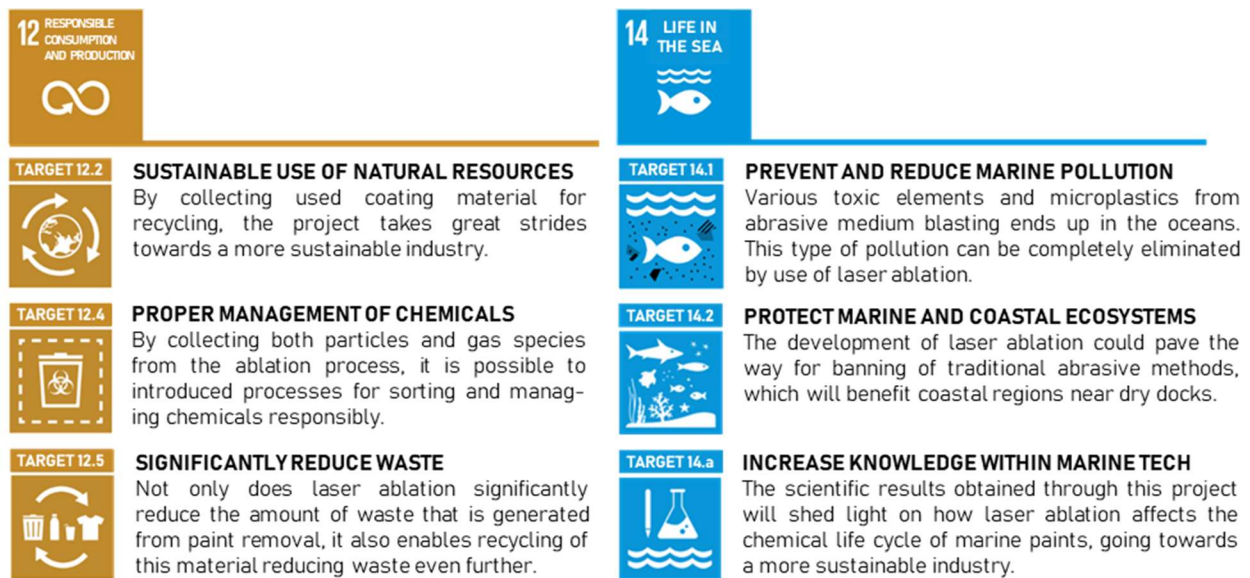 12 RESPONSIBLE
CONSUMPTION
AND PRODUCTION
TARGET 12.2
SUSTAINABLE USE OF NATURAL RESOURCES
By collecting used coating material for
recycling, the project takes great strides
towards a more sustainable industry.
TARGET 12.4
PROPER MANAGEMENT OF CHEMICALS
By collecting both particles and gas species
from the ablation process, it is possible to
introduced processes for sorting and manag-
ing chemicals responsibly.
TARGET 12.5
SIGNIFICANTLY REDUCE WASTE
Not only does laser ablation significantly
reduce the amount of waste that is generated
from paint removal, it also enables recycling of
this material reducing waste even further.
14 LIFE IN
THE SEA
TARGET 14.1
PREVENT AND REDUCE MARINE POLLUTION
Various toxic elements and microplastics from
abrasive medium blasting ends up in the oceans.
This type of pollution can be completely eliminated
by use of laser ablation.
TARGET 14.2
PROTECT MARINE AND COASTAL ECOSYSTEMS
The development of laser ablation could pave the
way for banning of traditional abrasive methods,
which will benefit coastal regions near dry docks.
TARGET 14.a
INCREASE KNOWLEDGE WITHIN MARINE TECH
The scientific results obtained through this project
will shed light on how laser ablation affects the
chemical life cycle of marine paints, going towards
a more sustainable industry.